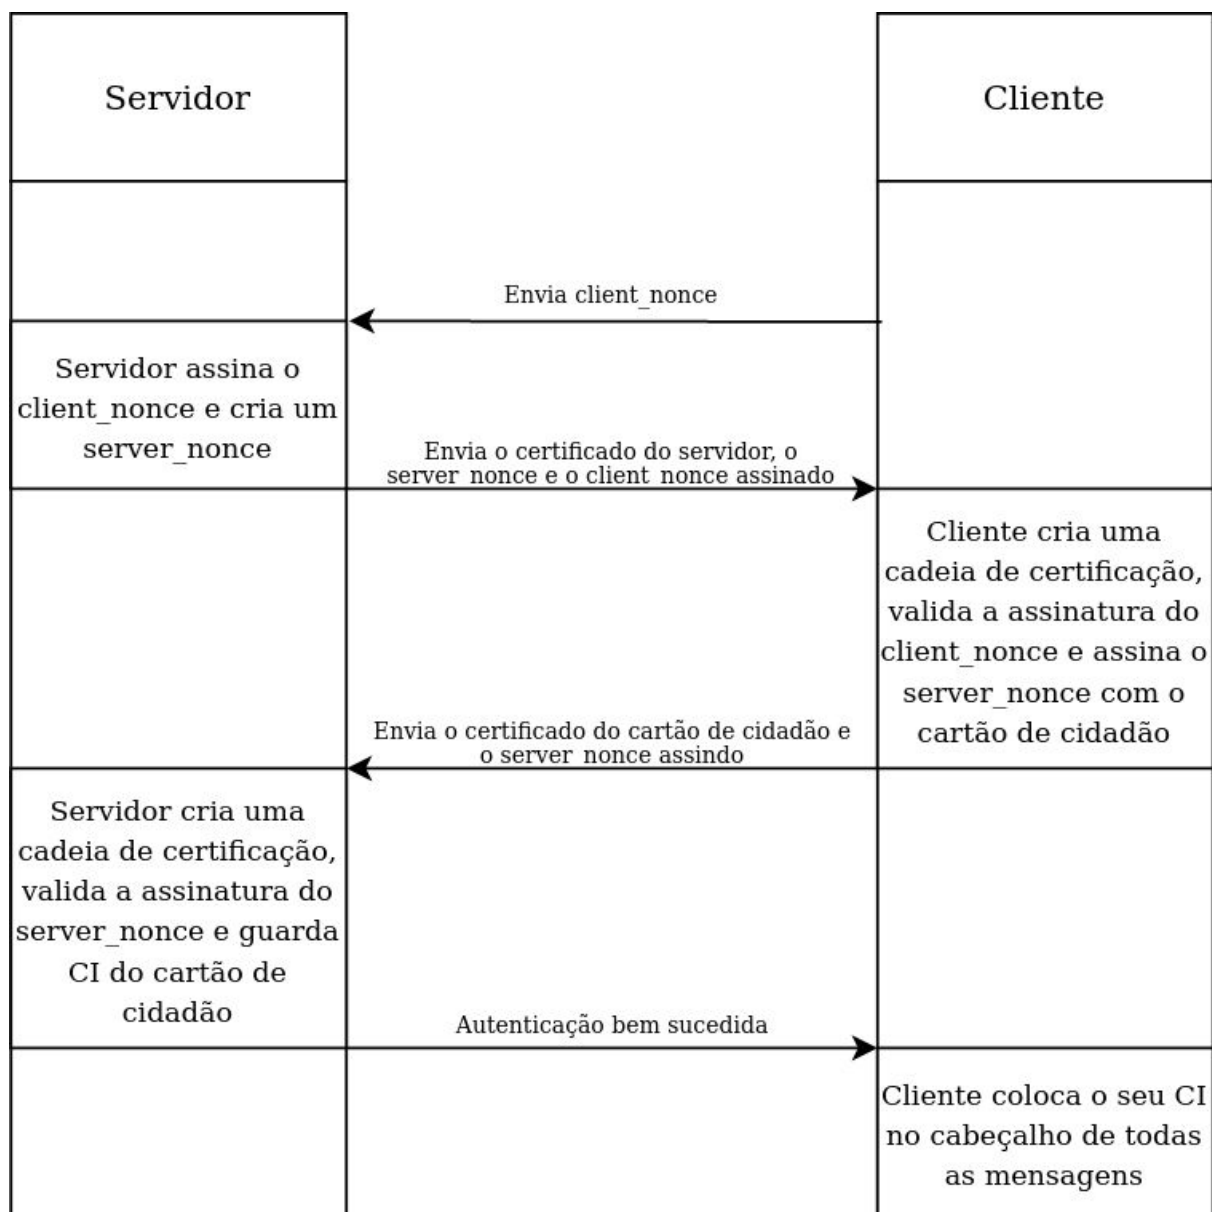 Servidor
Cliente
Envia client_nonce
Servidor assina o
client_nonce e cria um
server_nonce
Envia o certificado do servidor, o
server_nonce e o client_nonce assinado
Cliente cria uma
cadeia de certificação,
valida a assinatura do
client_nonce e assina o
server_nonce com o
cartão de cidadão
Envia o certificado do cartão de cidadão e
o server_nonce assindo
Servidor cria uma
cadeia de certificação,
valida a assinatura do
server_nonce e guarda
CI do cartão de
cidadão
Autenticação bem sucedida
Cliente coloca o seu CI
no cabeçalho de todas
as mensagens